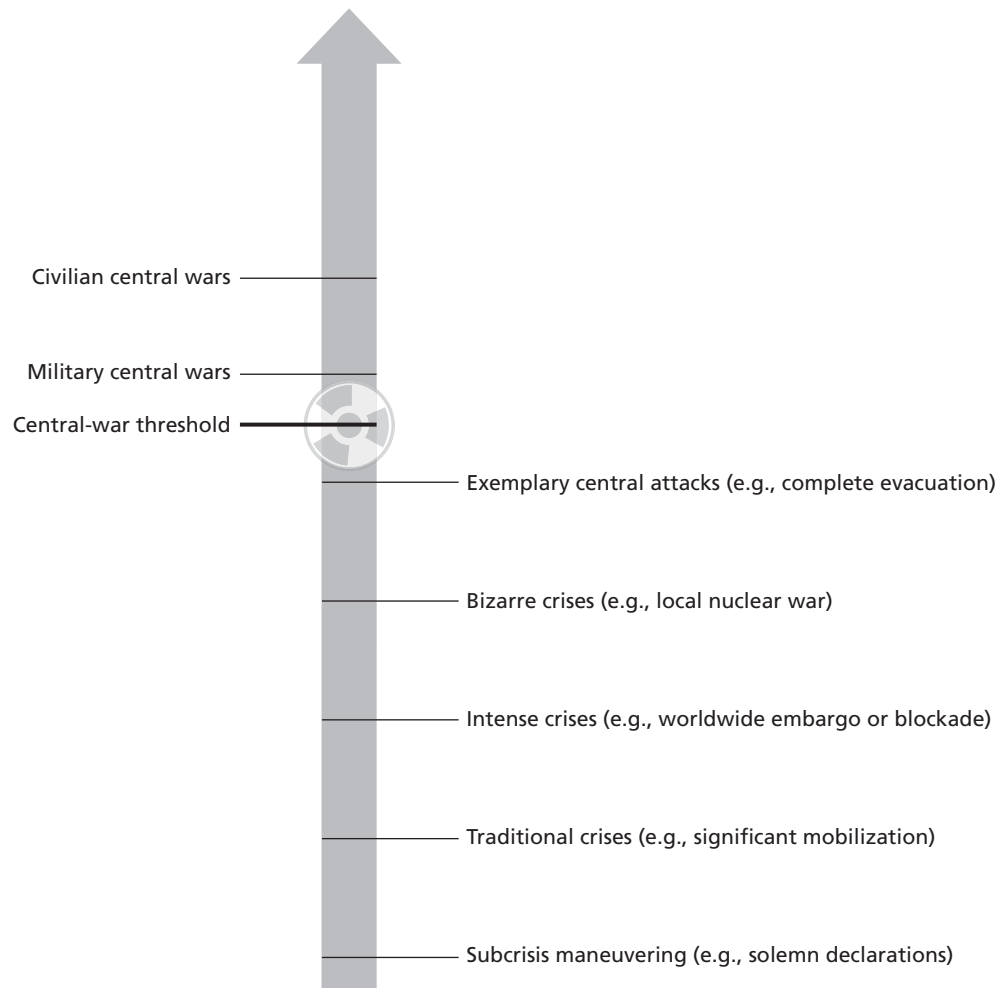 Civilian central wars
Military central wars
Central-war threshold
Exemplary central attacks (e.g., complete evacuation)
Bizarre crises (e.g., local nuclear war)
Intense crises (e.g., worldwide embargo or blockade)
Traditional crises (e.g., significant mobilization)
Subcrisis maneuvering (e.g., solemn declarations)